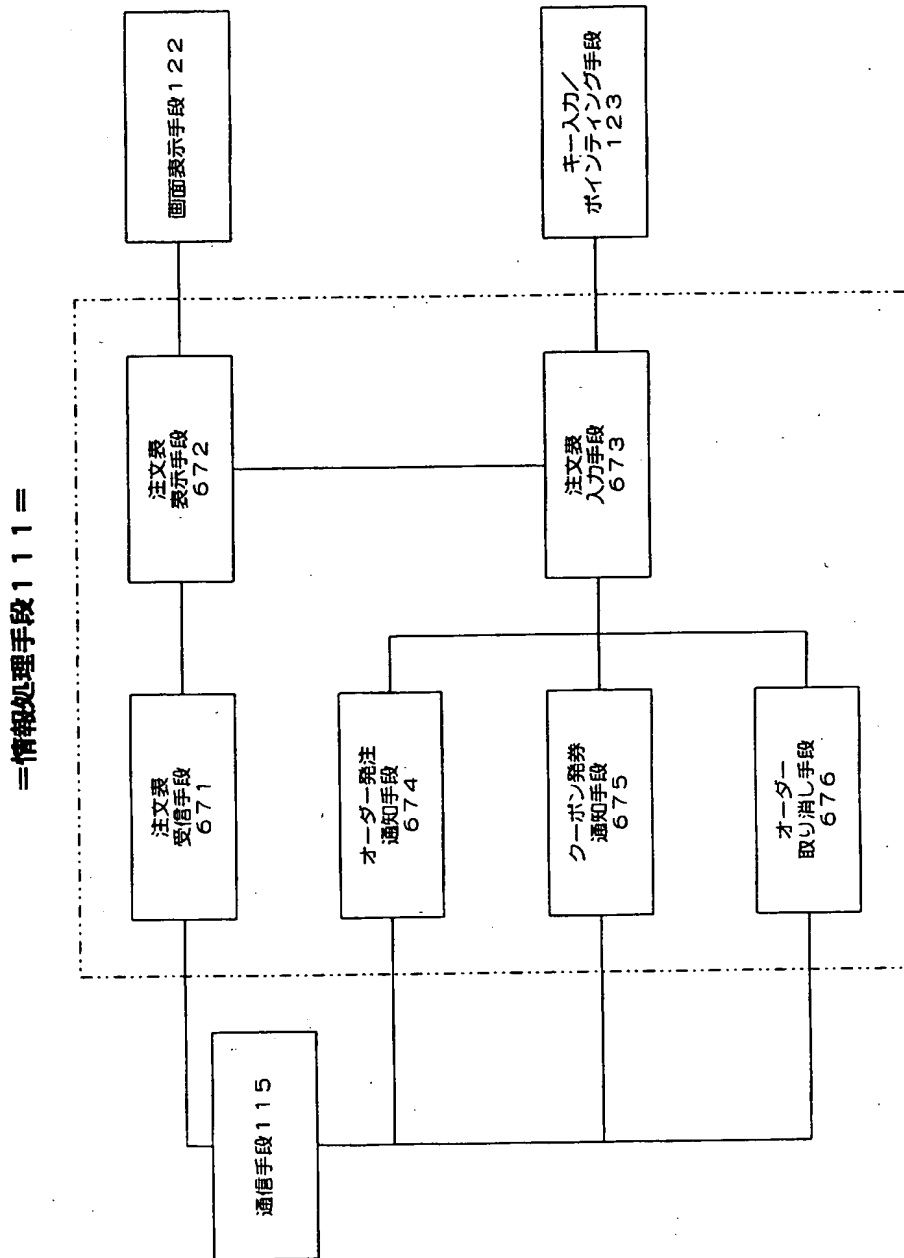 =情報処理手段111=
通信手段115
注文表
受信手段
671
注文表
表示手段
672
画面表示手段122
オーダー発注
通知手段
674
クーポン発券
通知手段
675
オーダー
取り消し手段
676
注文表
入力手段
673
キー入力/
ポインティング手段
123